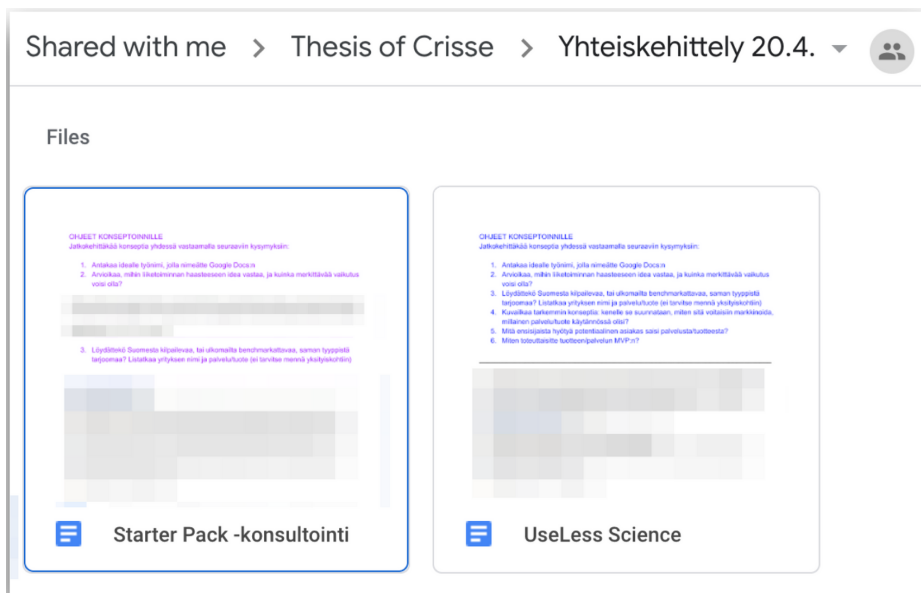 Shared with me > Thesis of Crisse > Yhteiskehittely 20.4.
Files
OHJEET KONSEPTOINNILLE
Jatkokehittäkää konseptia yhdessä vastaamalla seuraaviin kysymyksiin:
1. Antakaa idealle työnimi, jolla nimeätte Google Docs:n
2. Arvioikaa, mihin liiketoiminnan haasteeseen idea vastaa, ja kuinka merkittävää vaikutus
voisi olla?
3. Löydättekö Suomesta kilpailevaa, tai ulkomailta benchmarkattavaa, saman tyyppistä
tarjoomaa? Listatkaa yrityksen nimi ja palvelu/tuote (ei tarvitse mennä yksityiskohtiin)
Starter Pack -konsultointi
OHJEET KONSEPTOINNILLE
Jatkokehittäkää konseptia yhdessä vastaamalla seuraaviin kysymyksiin:
1. Antakaa idealle työnimi, jolla nimeätte Google Docs:n
2. Arvioikaa, mihin liiketoiminnan haasteeseen idea vastaa, ja kuinka merkittävää vaikutus
voisi olla?
3. Löydättekö Suomesta kilpailevaa, tai ulkomailta benchmarkattavaa, saman tyyppistä
tarjoomaa? Listatkaa yrityksen nimi ja palvelu/tuote (ei tarvitse mennä yksityiskohtiin)
4. Kuvailkaa tarkemmin konseptia: kenelle se suunnataan, miten sitä voitaisiin markkinoida,
millainen palvelu/tuote käytännössä olisi?
5. Mitä ensisijaista hyötyä potentiaalinen asiakas saisi palvelusta/tuotteesta?
6. Miten toteuttaisitte tuotteen/palvelun MVP:n?
UseLess Science